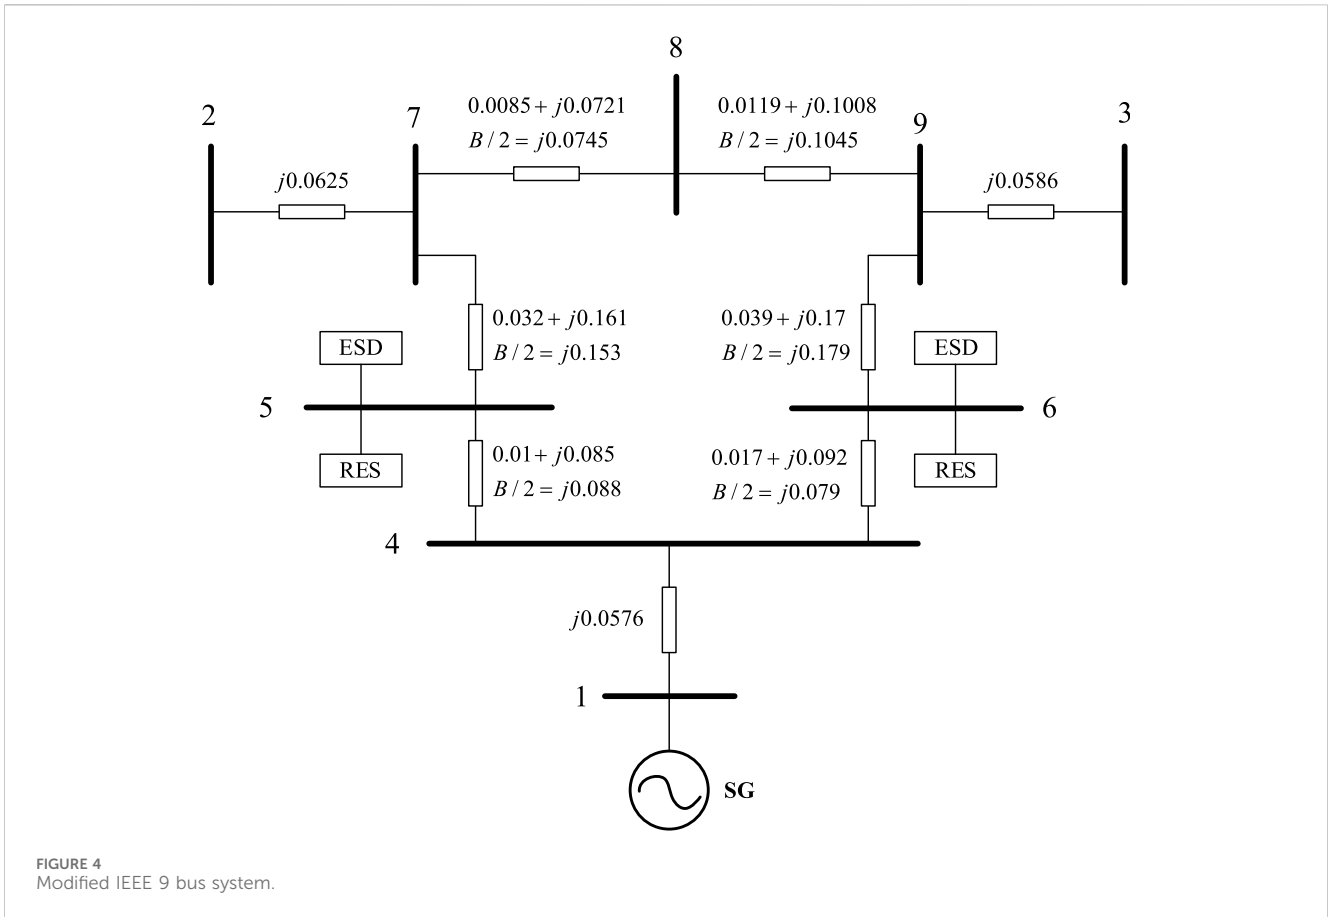 8
2
7
0.0085 + j0.0721
B / 2 = j0.0745
0.0119 + j0.1008
B / 2 = j0.1045
9
3
j0.0625
j0.0586
0.032 + j0.161
B / 2 = j0.153
0.039 + j0.17
B / 2 = j0.179
ESD
ESD
5
6
RES
RES
0.01 + j0.085
B / 2 = j0.088
0.017 + j0.092
B / 2 = j0.079
4
j0.0576
1
SG
FIGURE 4
Modified IEEE 9 bus system.